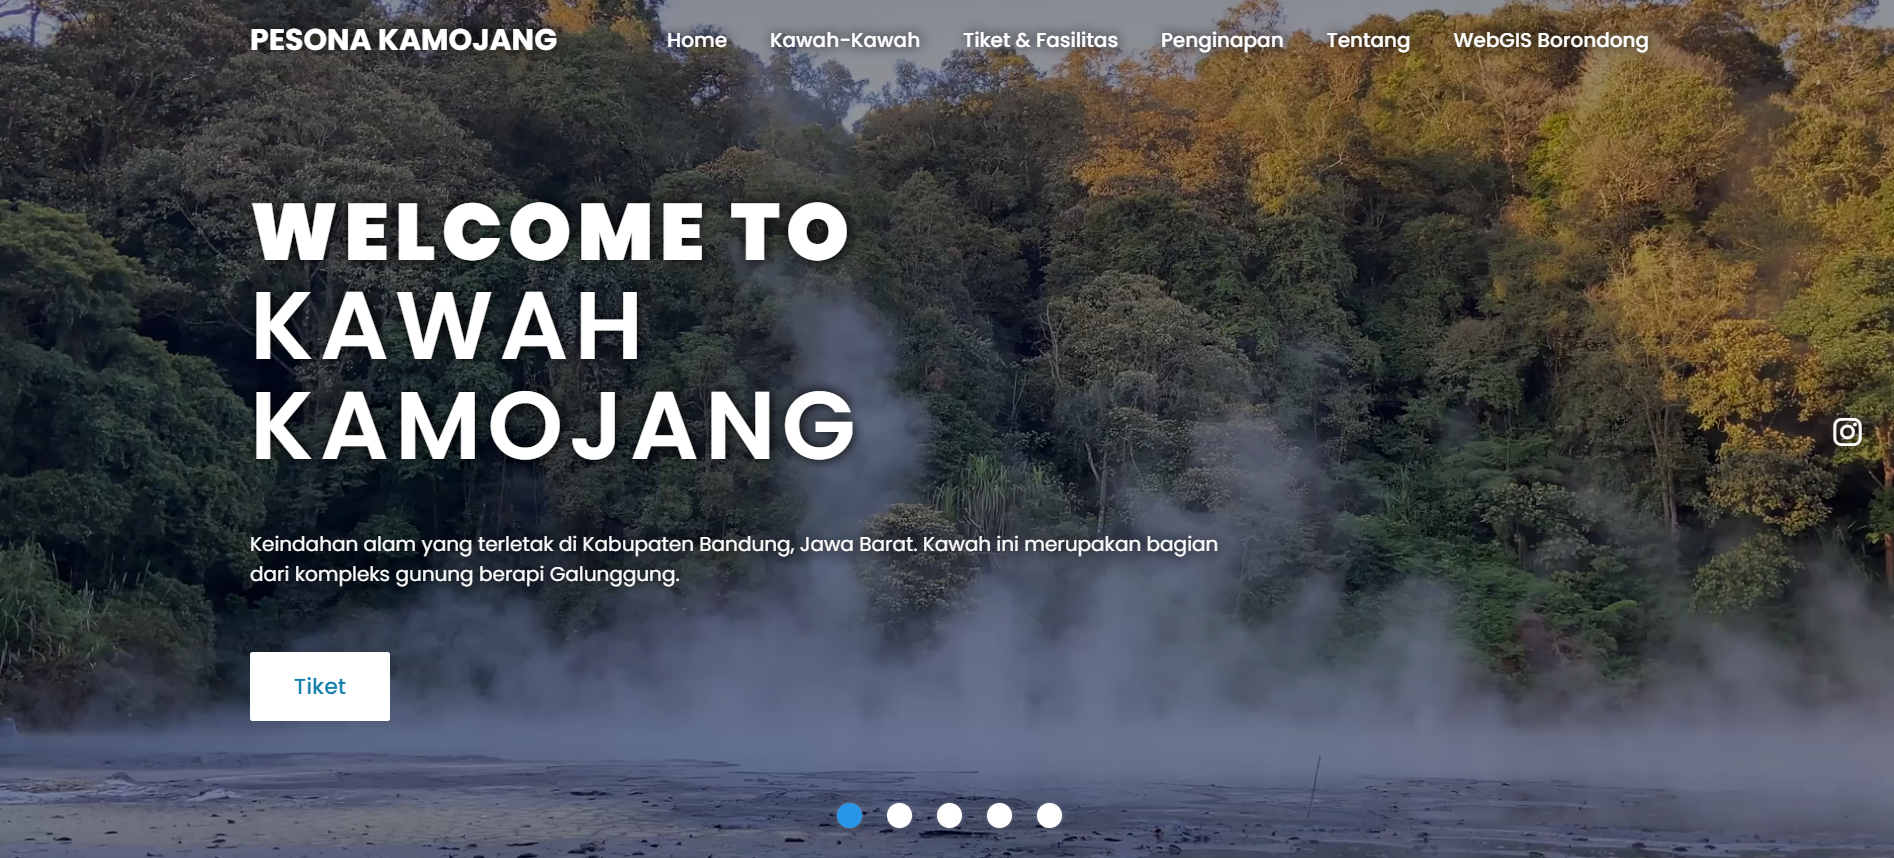 PESONA KAMOJANG
Home
Kawah-Kawah
Tiket & Fasilitas
Penginapan
Tentang
WebGIS Borondong
WELCOME TO
KAWAH
KAMOJANG
Keindahan alam yang terletak di Kabupaten Bandung, Jawa Barat. Kawah ini merupakan bagian
dari kompleks gunung berapi Galunggung.
Tiket